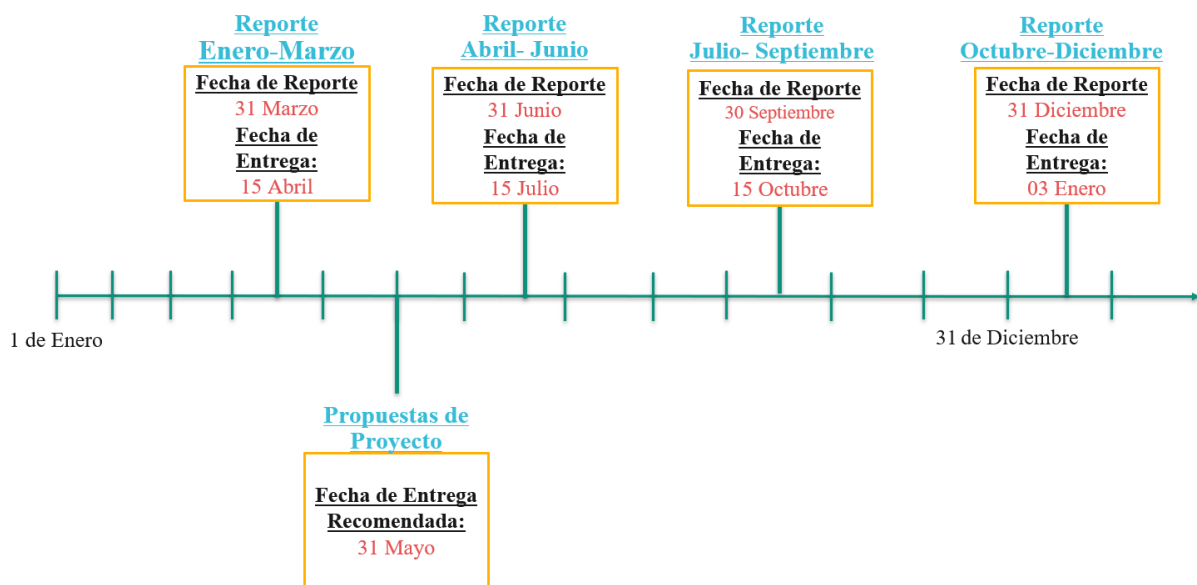 Reporte
Enero-Marzo
Fecha de Reporte
31 Marzo
Fecha de
Entrega:
15 Abril
Reporte
Abril- Junio
Fecha de Reporte
31 Junio
Fecha de
Entrega:
15 Julio
Reporte
Julio- Septiembre
Fecha de Reporte
30 Septiembre
Fecha de
Entrega:
15 Octubre
Reporte
Octubre-Diciembre
Fecha de Reporte
31 Diciembre
Fecha de
Entrega:
03 Enero
1 de Enero
31 de Diciembre
Propuestas de
Proyecto
Fecha de Entrega
Recomendada:
31 Mayo